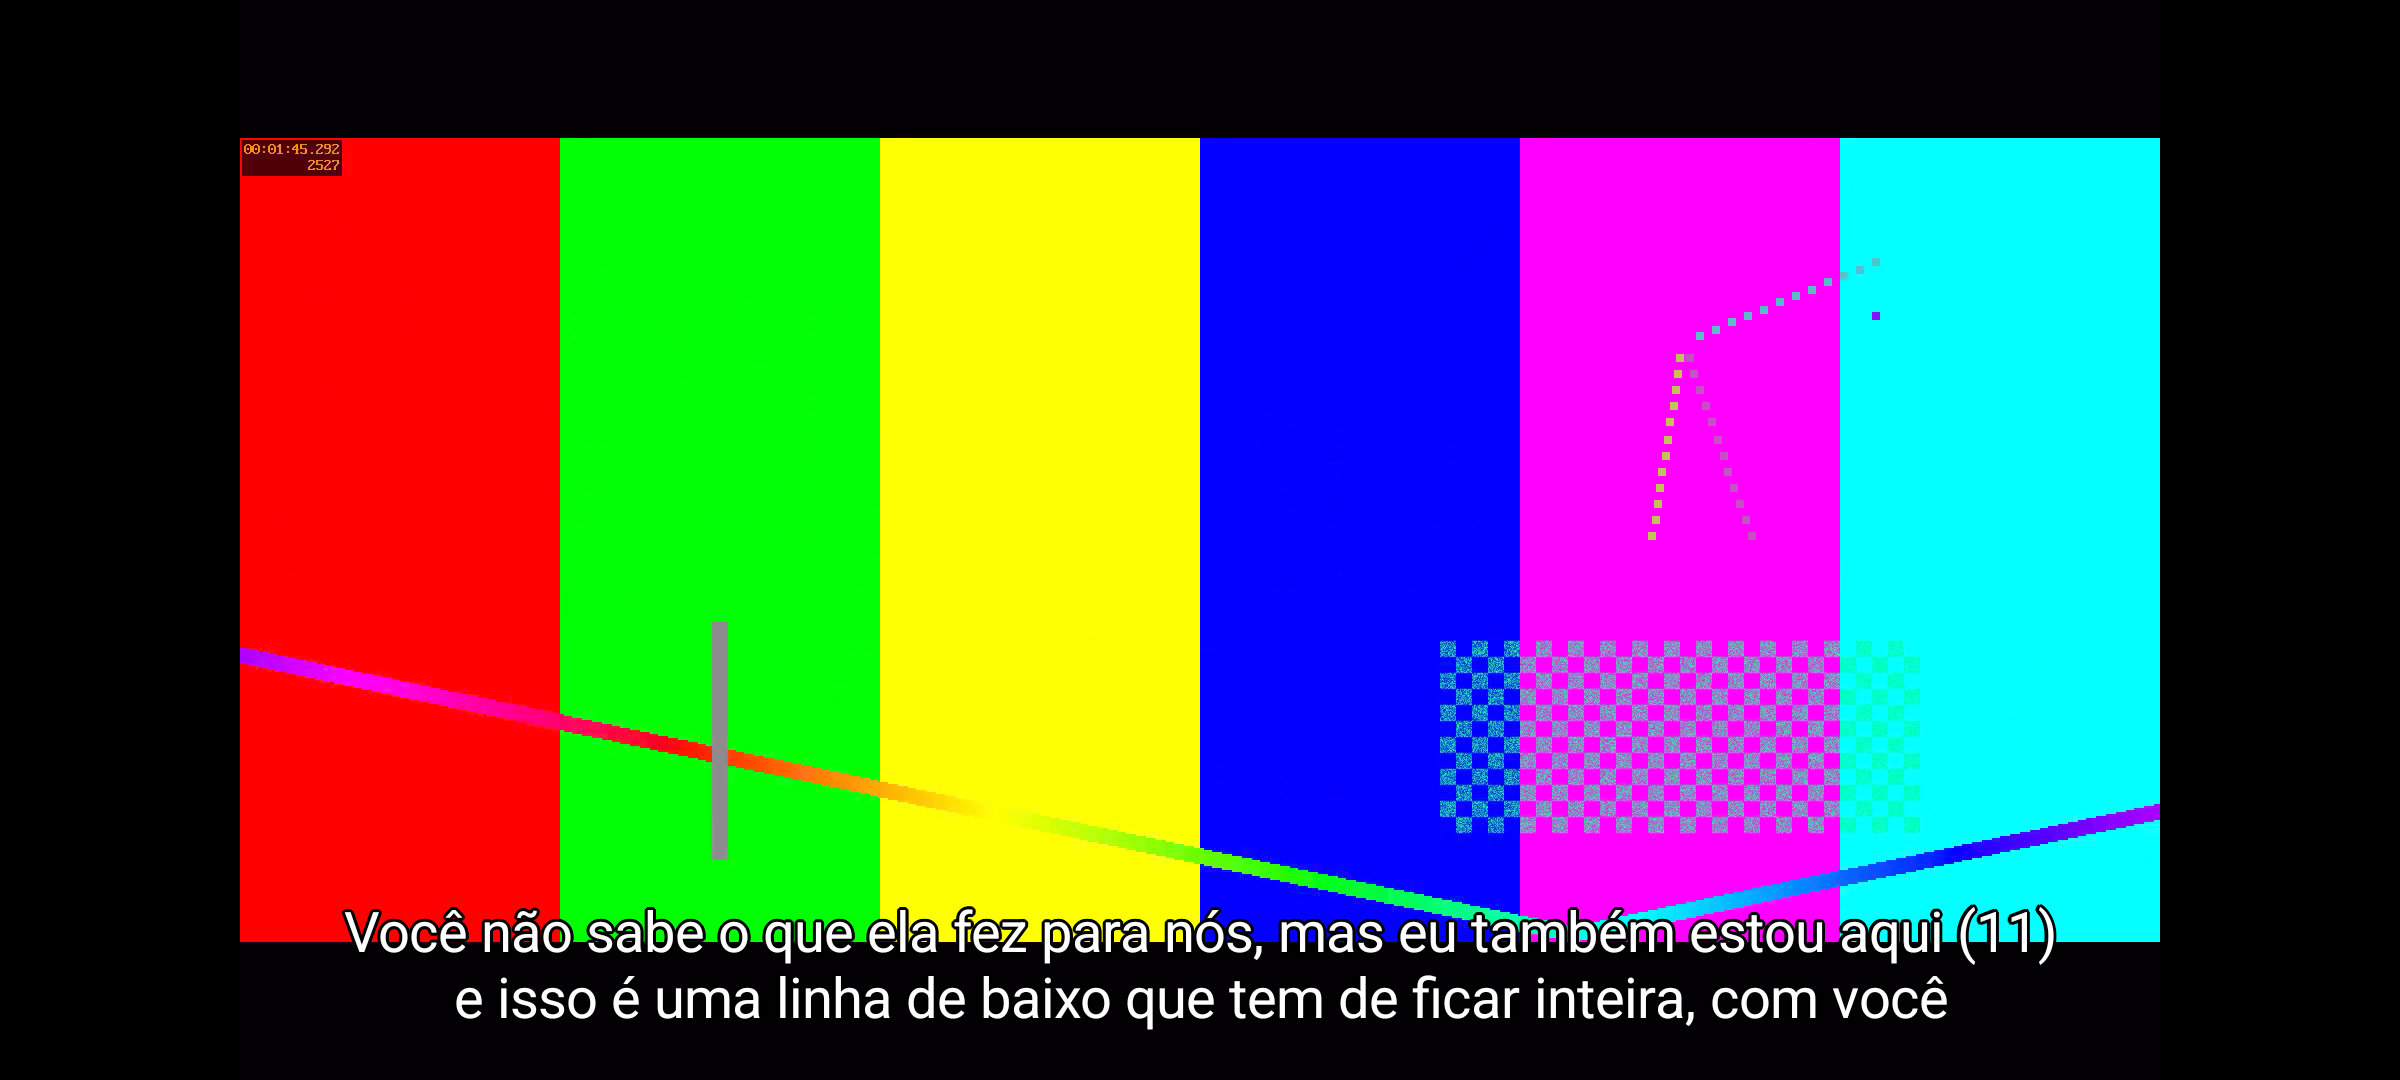 00:01:45.292
2527
Você não sabe o que ela fez para nós, mas eu também estou aqui (11)
e isso é uma linha de baixo que tem de ficar inteira, com você